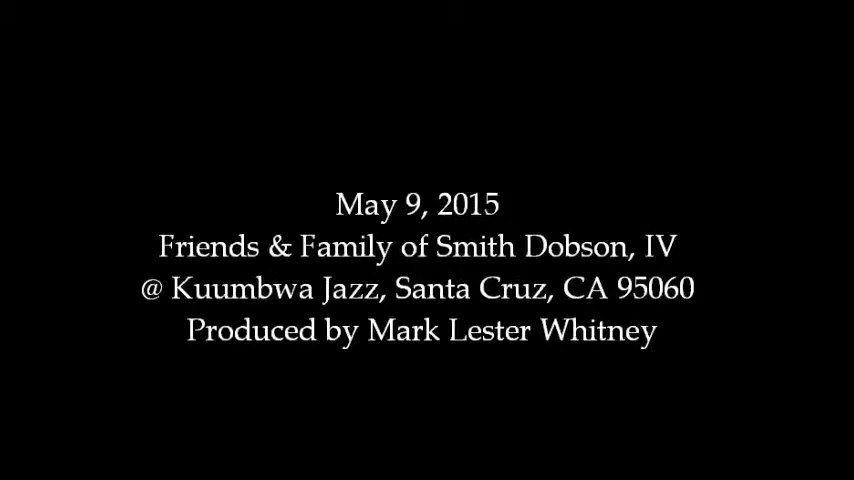 May 9, 2015
Friends & Family of Smith Dobson, IV
@ Kuumbwa Jazz, Santa Cruz, CA 95060
Produced by Mark Lester Whitney